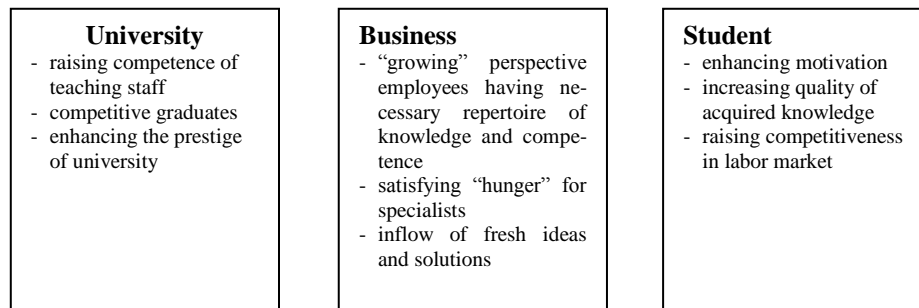 University
- raising competence of
teaching staff
- competitive graduates
- enhancing the prestige
of university
Business
- “growing” perspective
employees having ne-
cessary repertoire of
knowledge and compe-
tence
- satisfying “hunger” for
specialists
- inflow of fresh ideas
and solutions
Student
- enhancing motivation
- increasing quality of
acquired knowledge
- raising competitiveness
in labor market